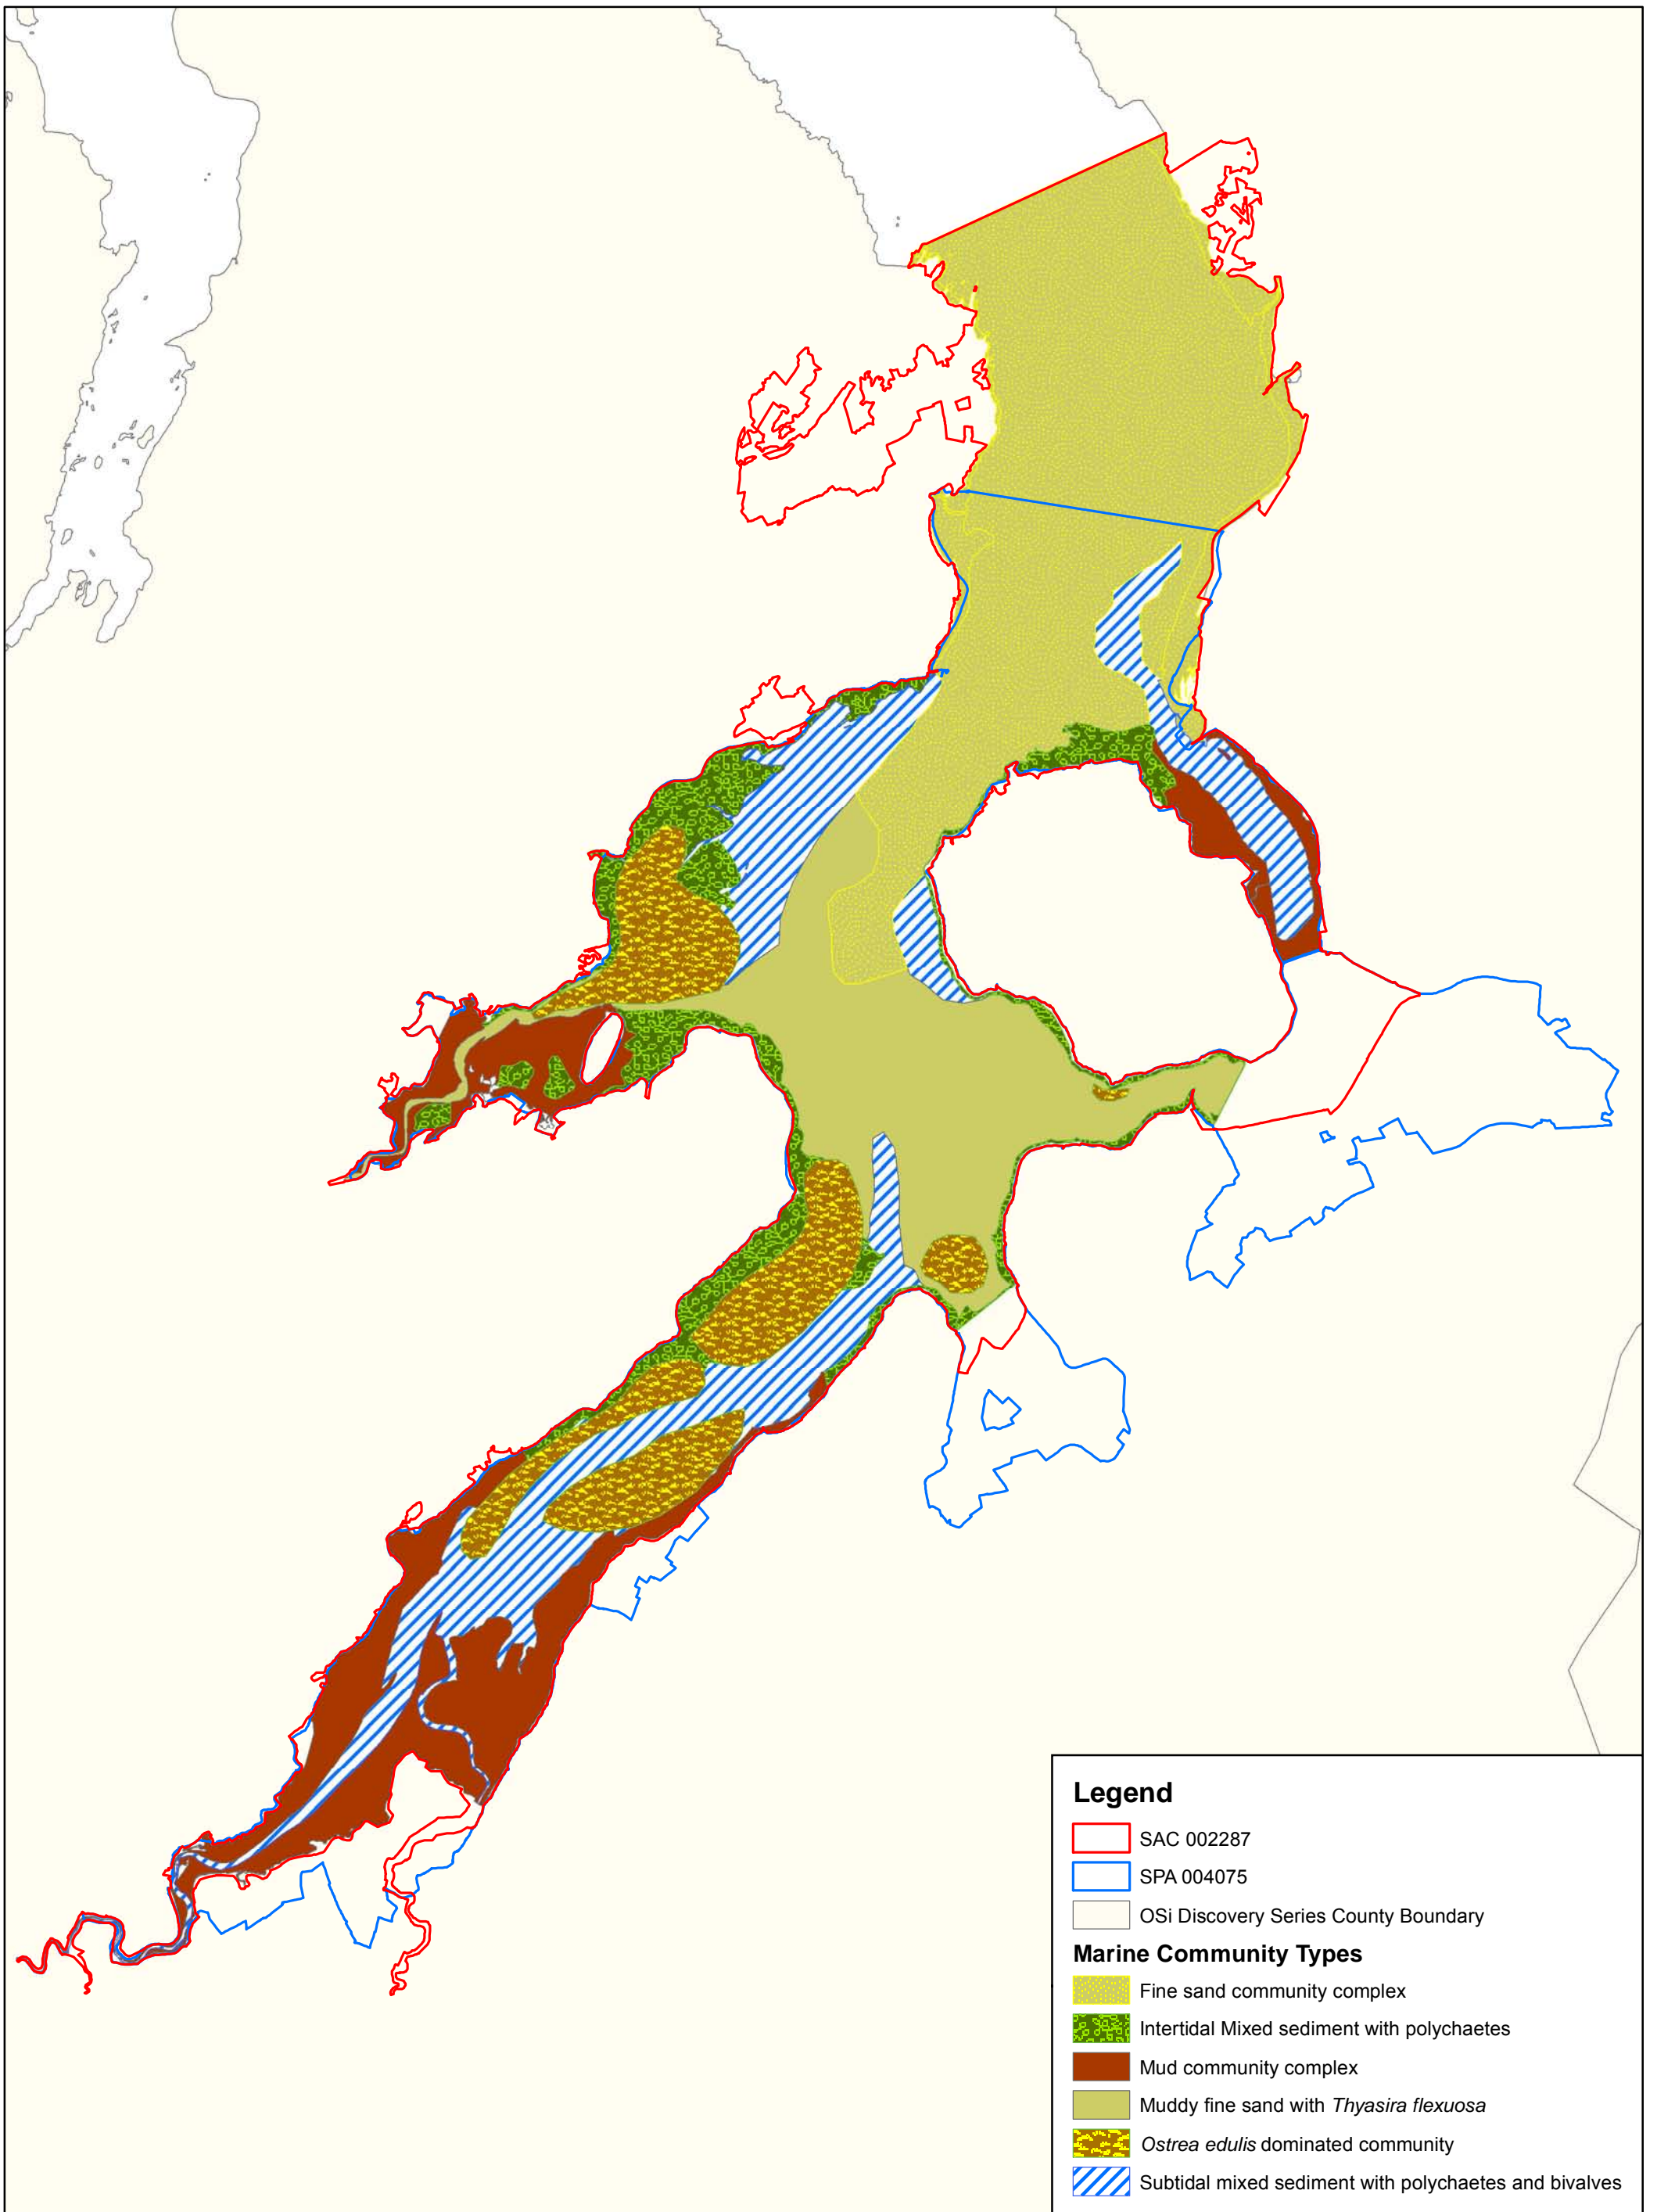 Legend
SAC 002287
SPA 004075
OSi Discovery Series County Boundary
Marine Community Types
Fine sand community complex
Intertidal Mixed sediment with polychaetes
Mud community complex
Muddy fine sand with Thyasira flexuosa
Ostrea edulis dominated community
Subtidal mixed sediment with polychaetes and bivalves